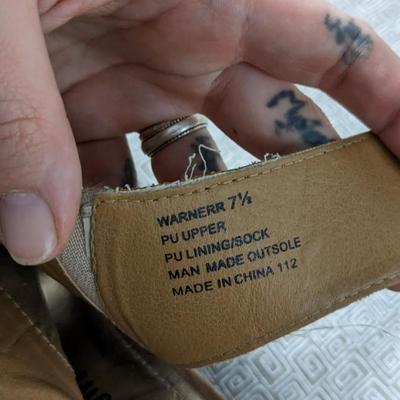 WARNERR 7½
PU UPPER
PU LINING/SOCK
MAN MADE OUTSOLE
MADE IN CHINA 112